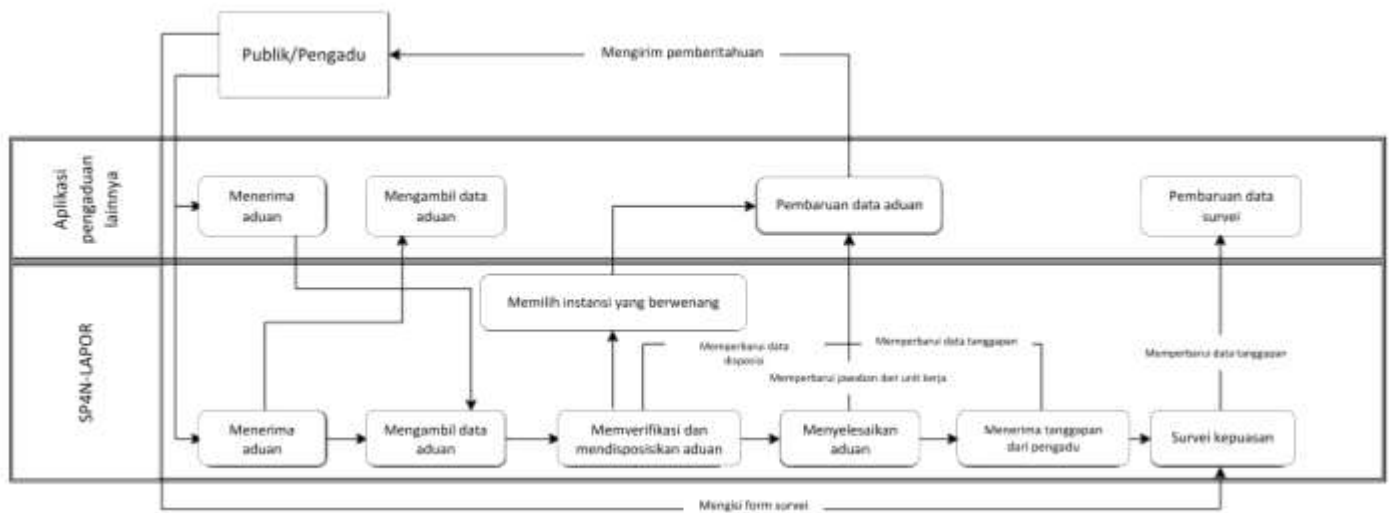 Publik/Pengadu
Mengirim pemberitahuan
Aplikasi
pengaduan
lainnya
Menerima
aduan
Mengambil data
aduan
Pembaruan data aduan
Pembaruan data
survei
SP4N-LAPOR
Memilih instansi yang berwenang
Memperbarui data
disposisi
Memperbarui data tanggapan
Memperbarui data tanggapan
Memperbarui jawaban dari unit kerja
Menerima
aduan
Mengambil data
aduan
Memverifikasi dan
mendisposisikan aduan
Menyelesaikan
aduan
Menerima tanggapan
dari pengadu
Survei kepuasan
Mengisi form survei